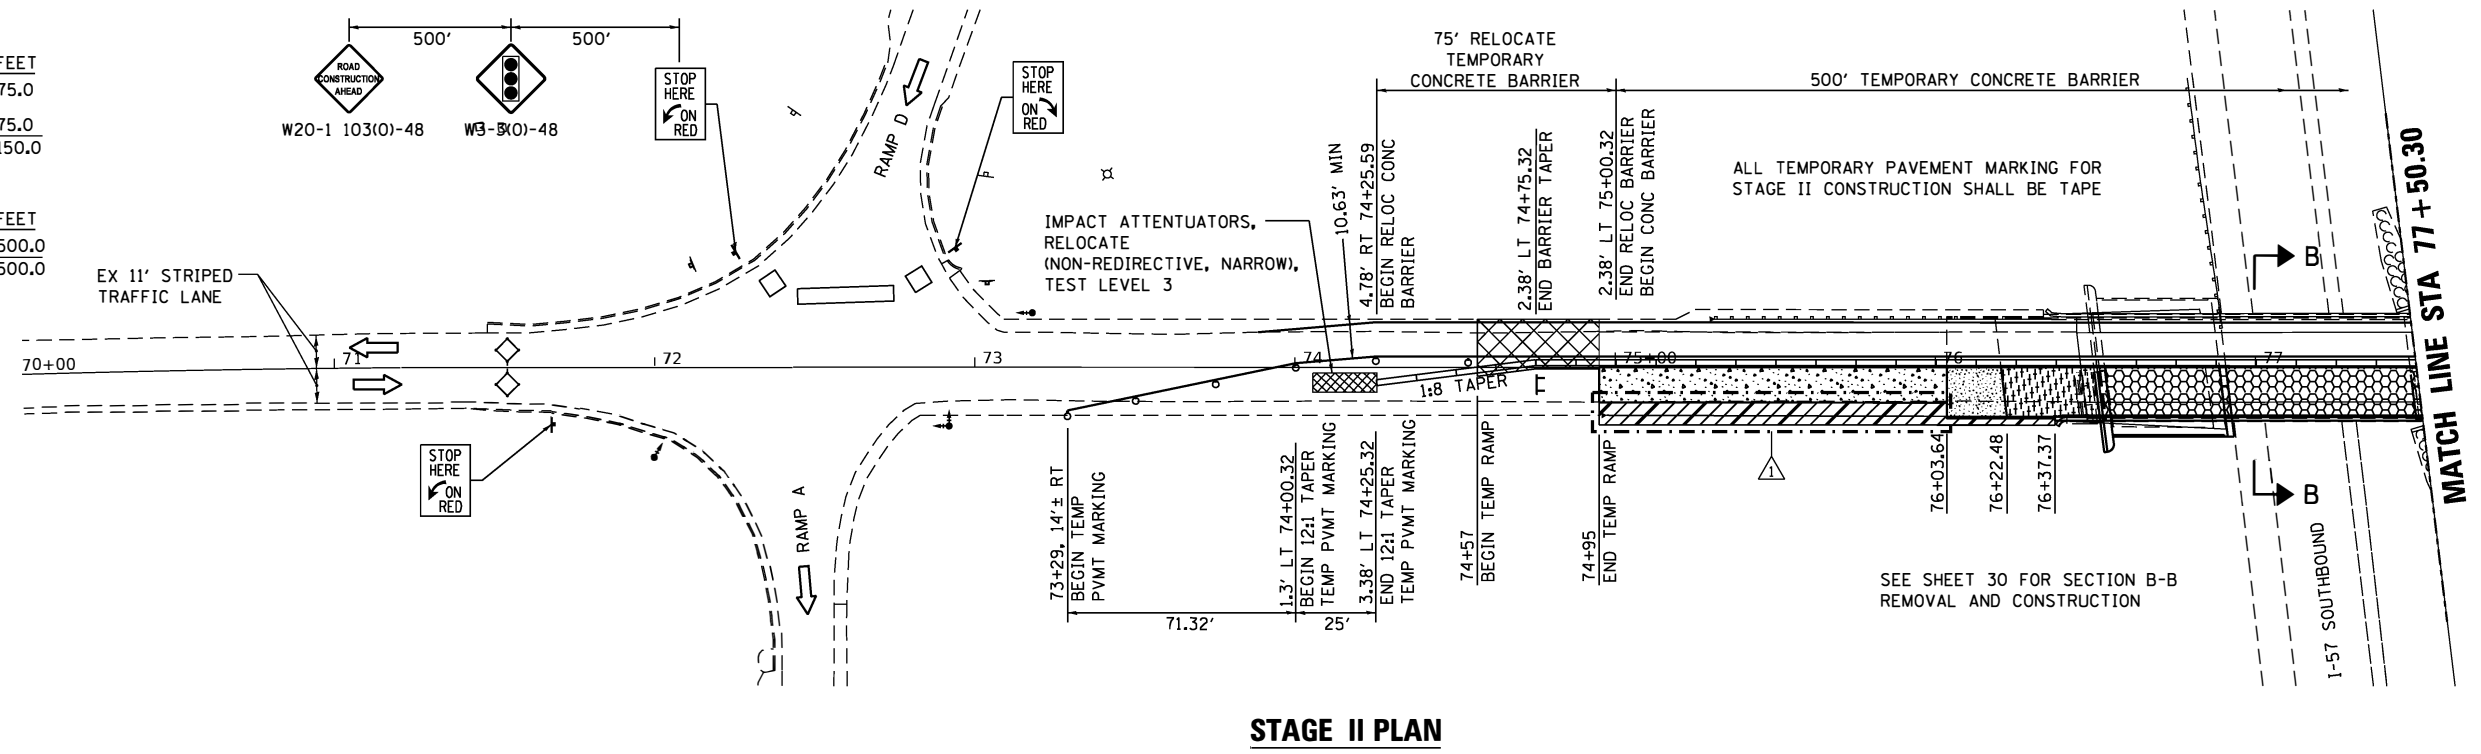 FEET
75.0
75.0
150.0
FEET
500.0
500.0
500'
500'
ROAD
CONSTRUCTION
AHEAD
W20-1 103(O)-48
STOP
HERE
ON
RED
STOP
HERE
ON
RED
RAMP D
EX 11' STRIPED
TRAFFIC LANE
IMPACT ATTENTUATORS,
RELOCATE
(NON-REDIRECTIVE, NARROW),
TEST LEVEL 3
10.63' MIN
75' RELOCATE
TEMPORARY
CONCRETE BARRIER
500' TEMPORARY CONCRETE BARRIER
4.78' RT 74+25.59
BEGIN RELOC CONC
BARRIER
2.38' LT 74+75.32
END BARRIER TAPER
2.38' LT 75+00.32
END RELOC BARRIER
BEGIN CONC BARRIER
ALL TEMPORARY PAVEMENT MARKING FOR
STAGE II CONSTRUCTION SHALL BE TAPE
B
MATCH LINE STA 77+50.30
70+00
71
72
73
74
75+00
76
77
1:8 TAPER
STOP
HERE
ON
RED
RAMP A
73+29, 14'± RT
BEGIN TEMP
PVMT MARKING
71.32'
1.3' LT 74+00.32
BEGIN 12:1 TAPER
TEMP PVMT MARKING
25'
3.38' LT 74+25.32
END 12:1 TAPER
TEMP PVMT MARKING
74+57
BEGIN TEMP RAMP
74+95
END TEMP RAMP
1
76+03.64
76+22.48
76+37.37
B
SEE SHEET 30 FOR SECTION B-B
REMOVAL AND CONSTRUCTION
I-57 SOUTHBOUND
STAGE II PLAN